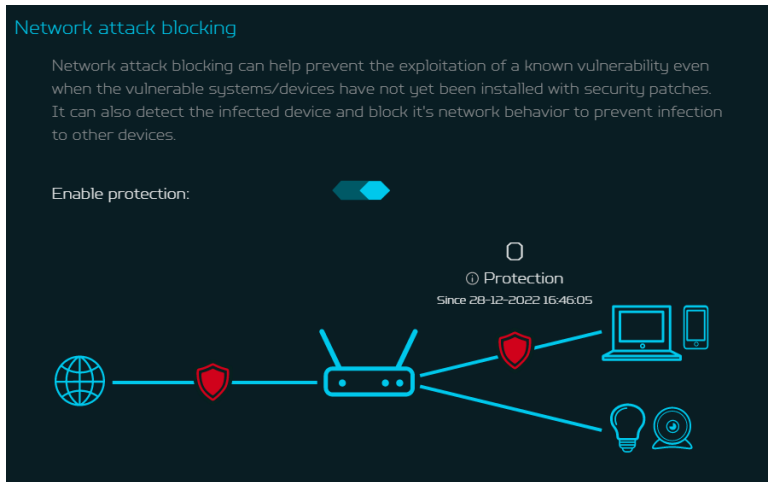 Network attack blocking
Network attack blocking can help prevent the exploitation of a known vulnerability even
when the vulnerable systems/devices have not yet been installed with security patches.
It can also detect the infected device and block it's network behavior to prevent infection
to other devices.
Enable protection:
0
Protection
Since 28-12-2022 16:46:05